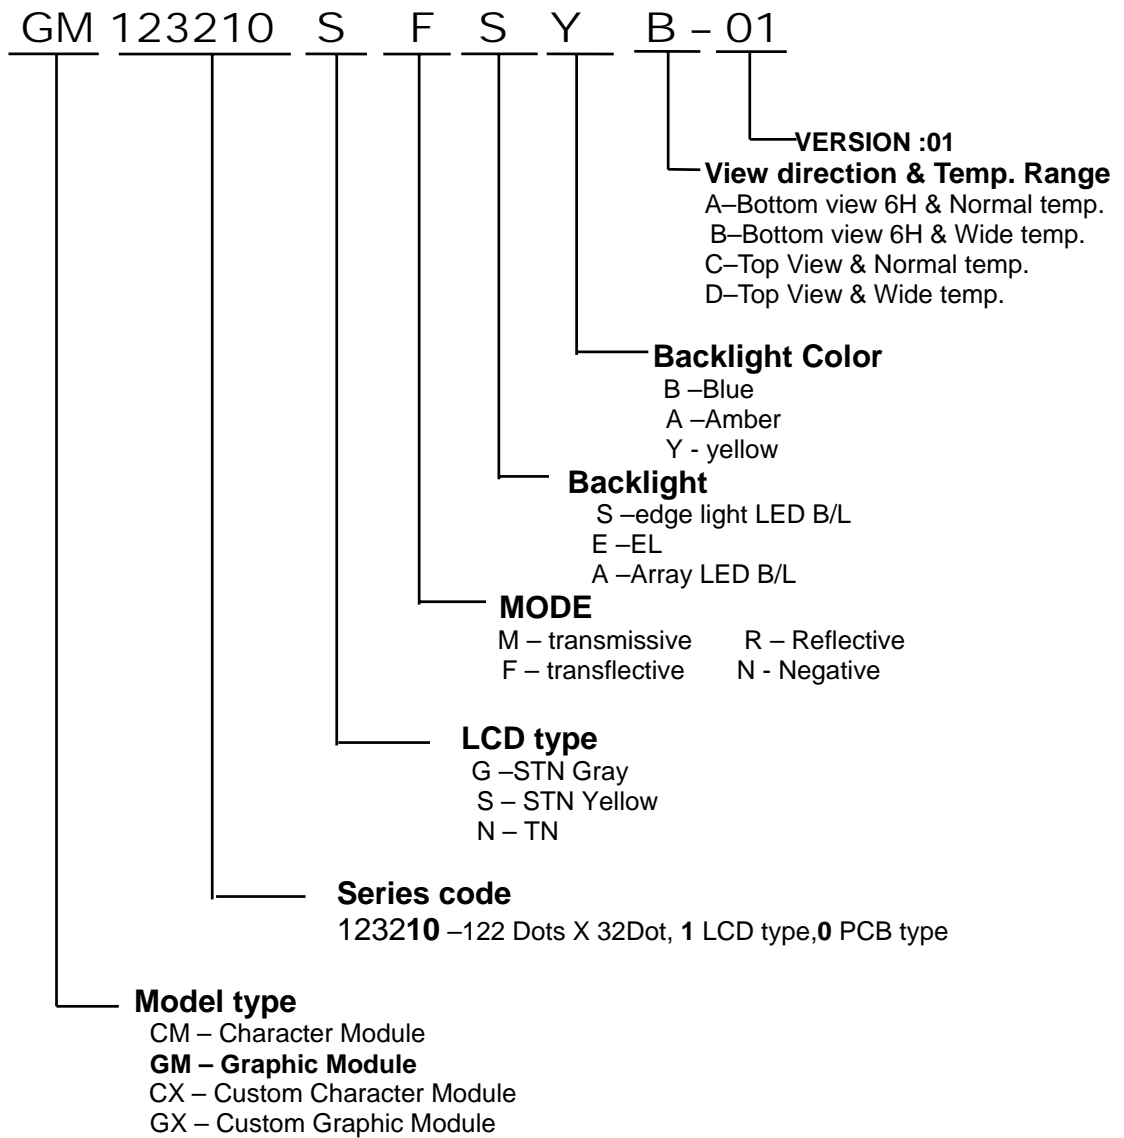 GM 123210 S F S Y B – 01
VERSION :01
View direction & Temp. Range
A–Bottom view 6H & Normal temp.
B–Bottom view 6H & Wide temp.
C–Top View & Normal temp.
D–Top View & Wide temp.
Backlight Color
B –Blue
A –Amber
Y - yellow
Backlight
S –edge light LED B/L
E –EL
A –Array LED B/L
MODE
M – transmissive R – Reflective
F – transflective N - Negative
LCD type
G –STN Gray
S – STN Yellow
N – TN
Series code
123210 –122 Dots X 32Dot, 1 LCD type,0 PCB type
Model type
CM – Character Module
GM – Graphic Module
CX – Custom Character Module
GX – Custom Graphic Module